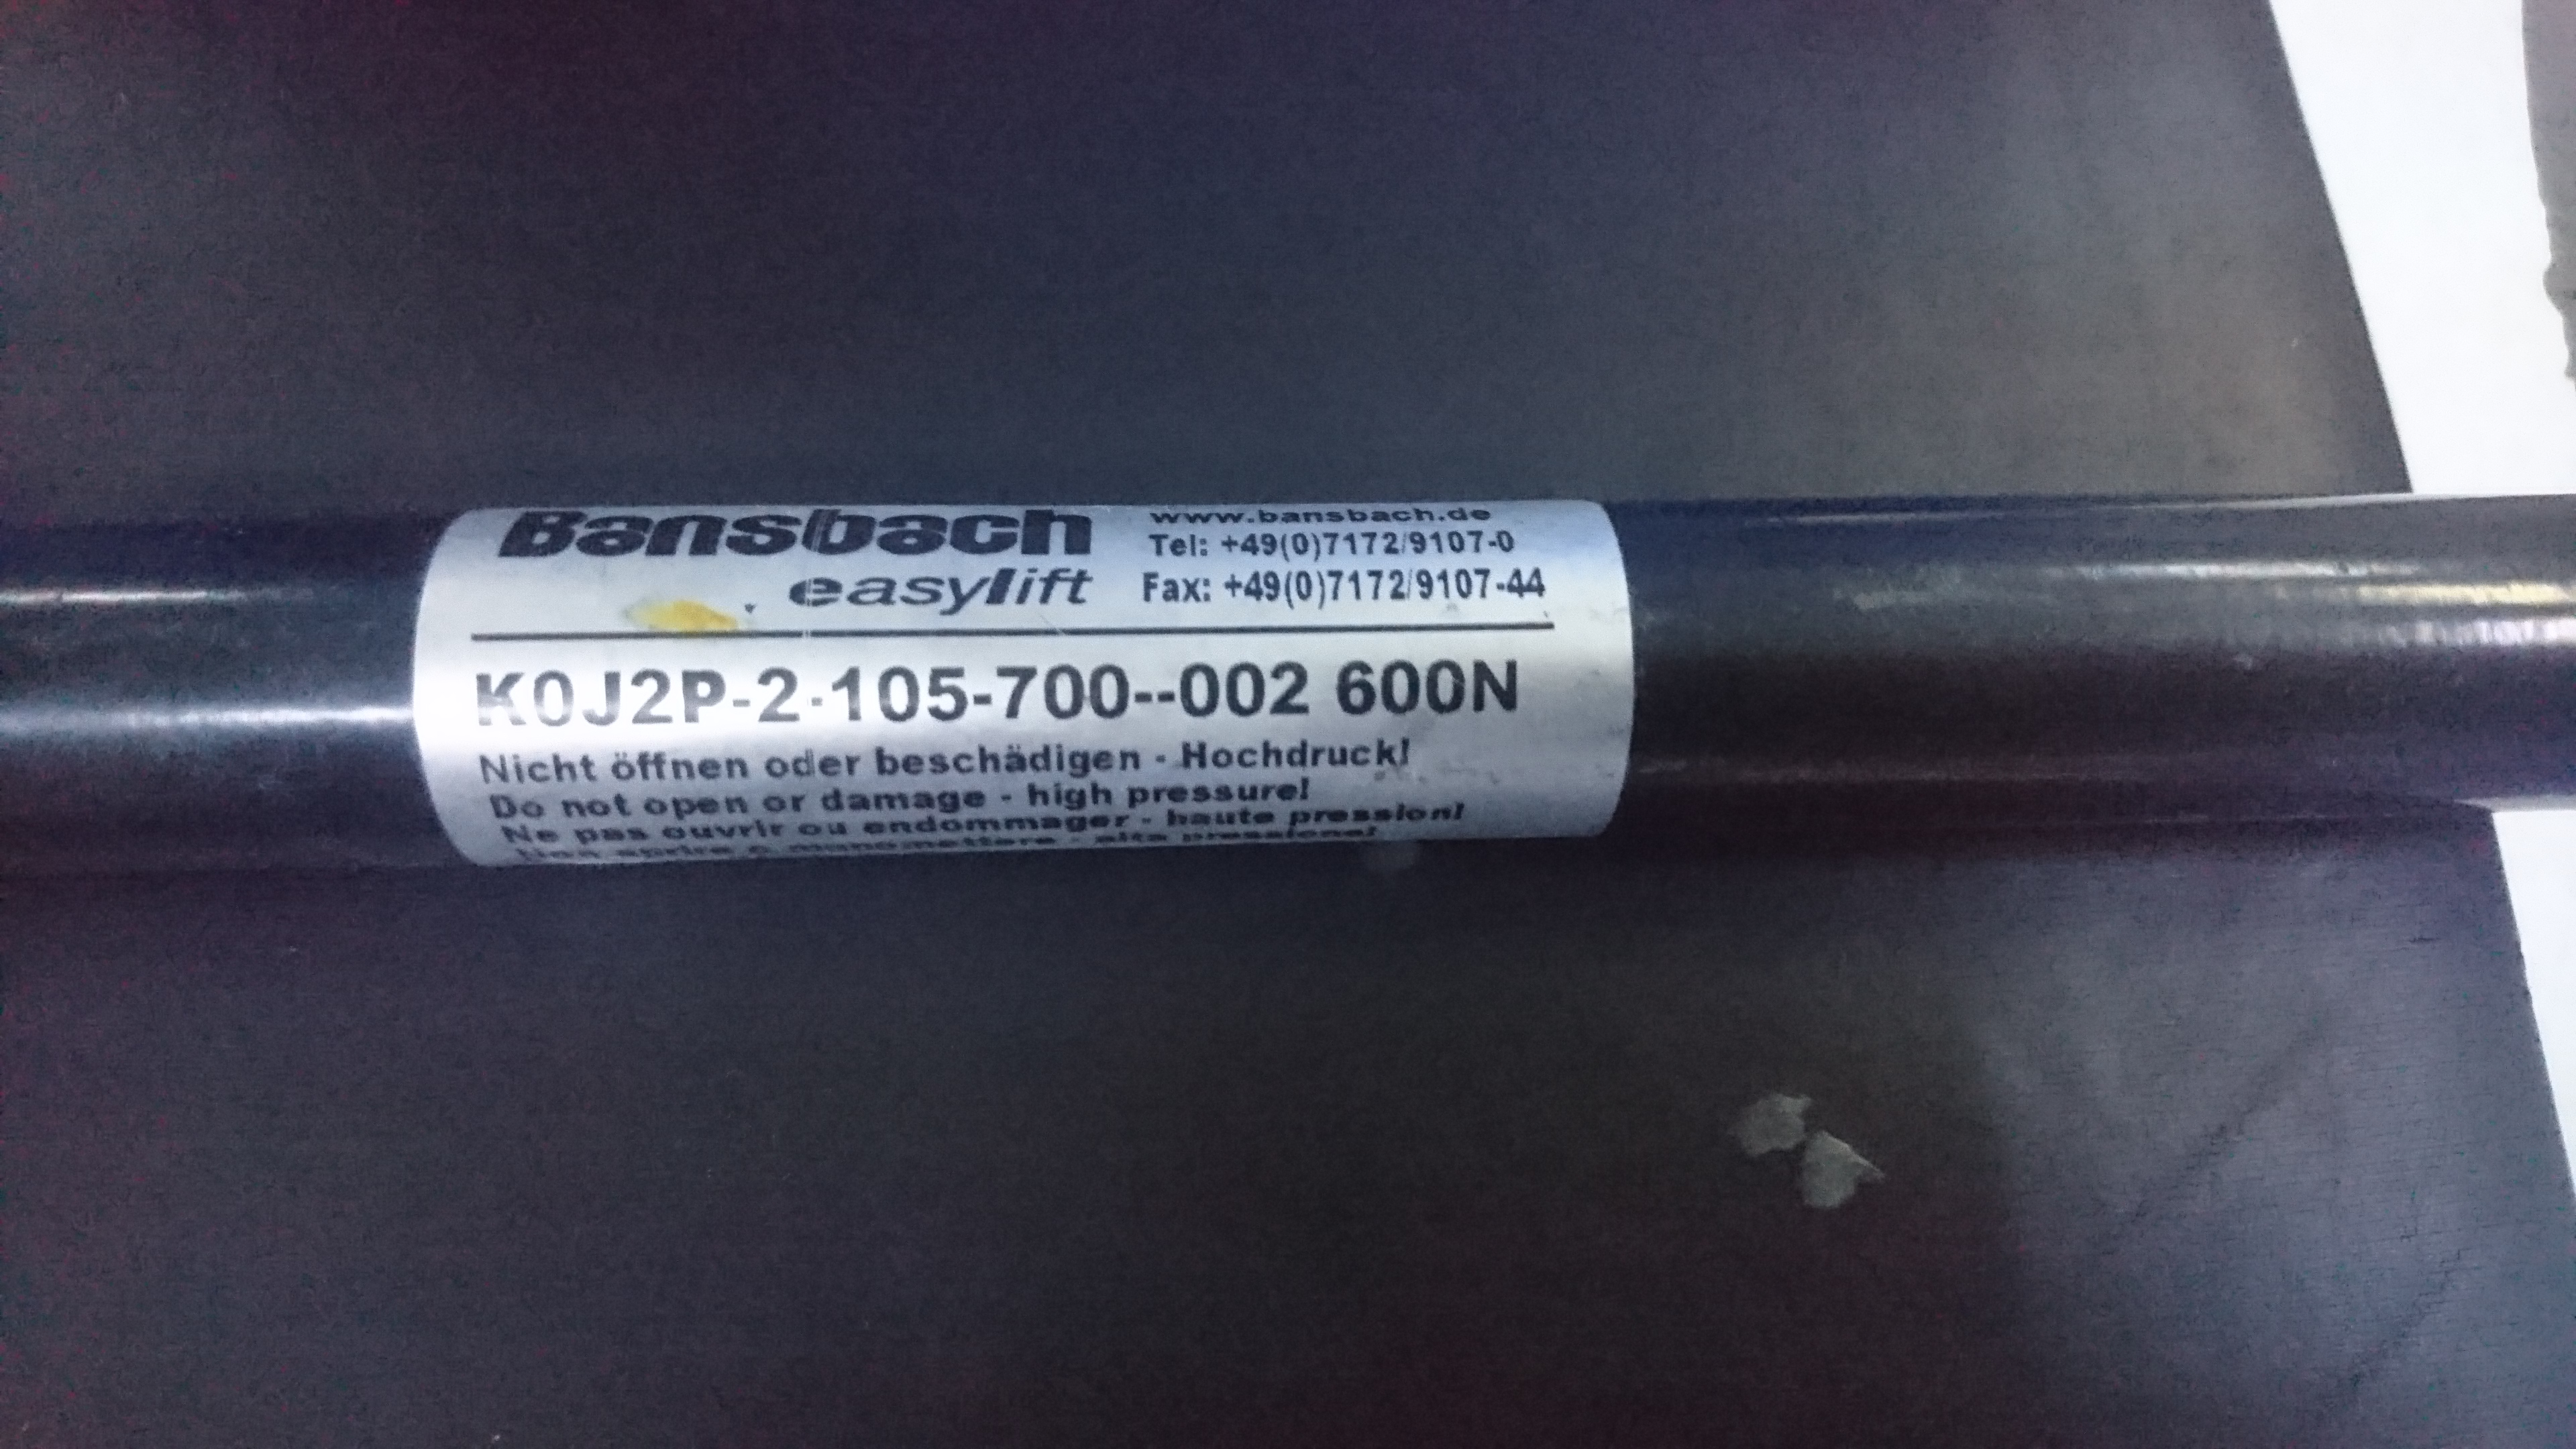 Bansbach
easylift
www.bansbach.de
Tel: +49(0)7172/9107-0
Fax: +49(0)7172/9107-44
K0J2P-2-105-700--002 600N
Nicht öffnen oder beschädigen - Hochdruck!
Do not open or damage - high pressure!
Ne pas ouvrir ou endommager - haute pression!
alta pressione!